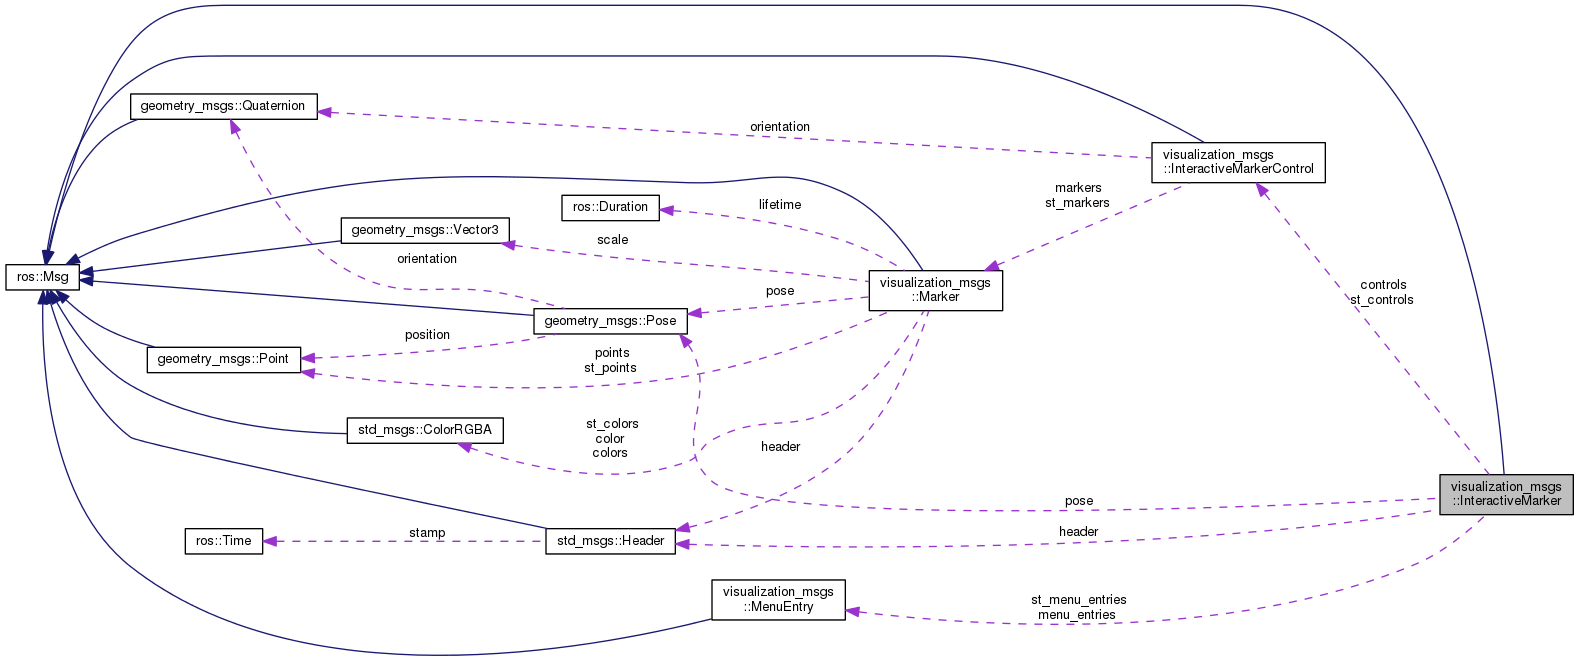 geometry_msgs::Quaternion
orientation
visualization_msgs
::InteractiveMarkerControl
markers
st_markers
ros::Duration
lifetime
geometry_msgs::Vector3
scale
orientation
ros::Msg
visualization_msgs
::Marker
pose
controls
st_controls
geometry_msgs::Pose
position
geometry_msgs::Point
points
st_points
std_msgs::ColorRGBA
st_colors
color
colors
header
visualization_msgs
::InteractiveMarker
pose
header
ros::Time
stamp
std_msgs::Header
visualization_msgs
::MenuEntry
st_menu_entries
menu_entries